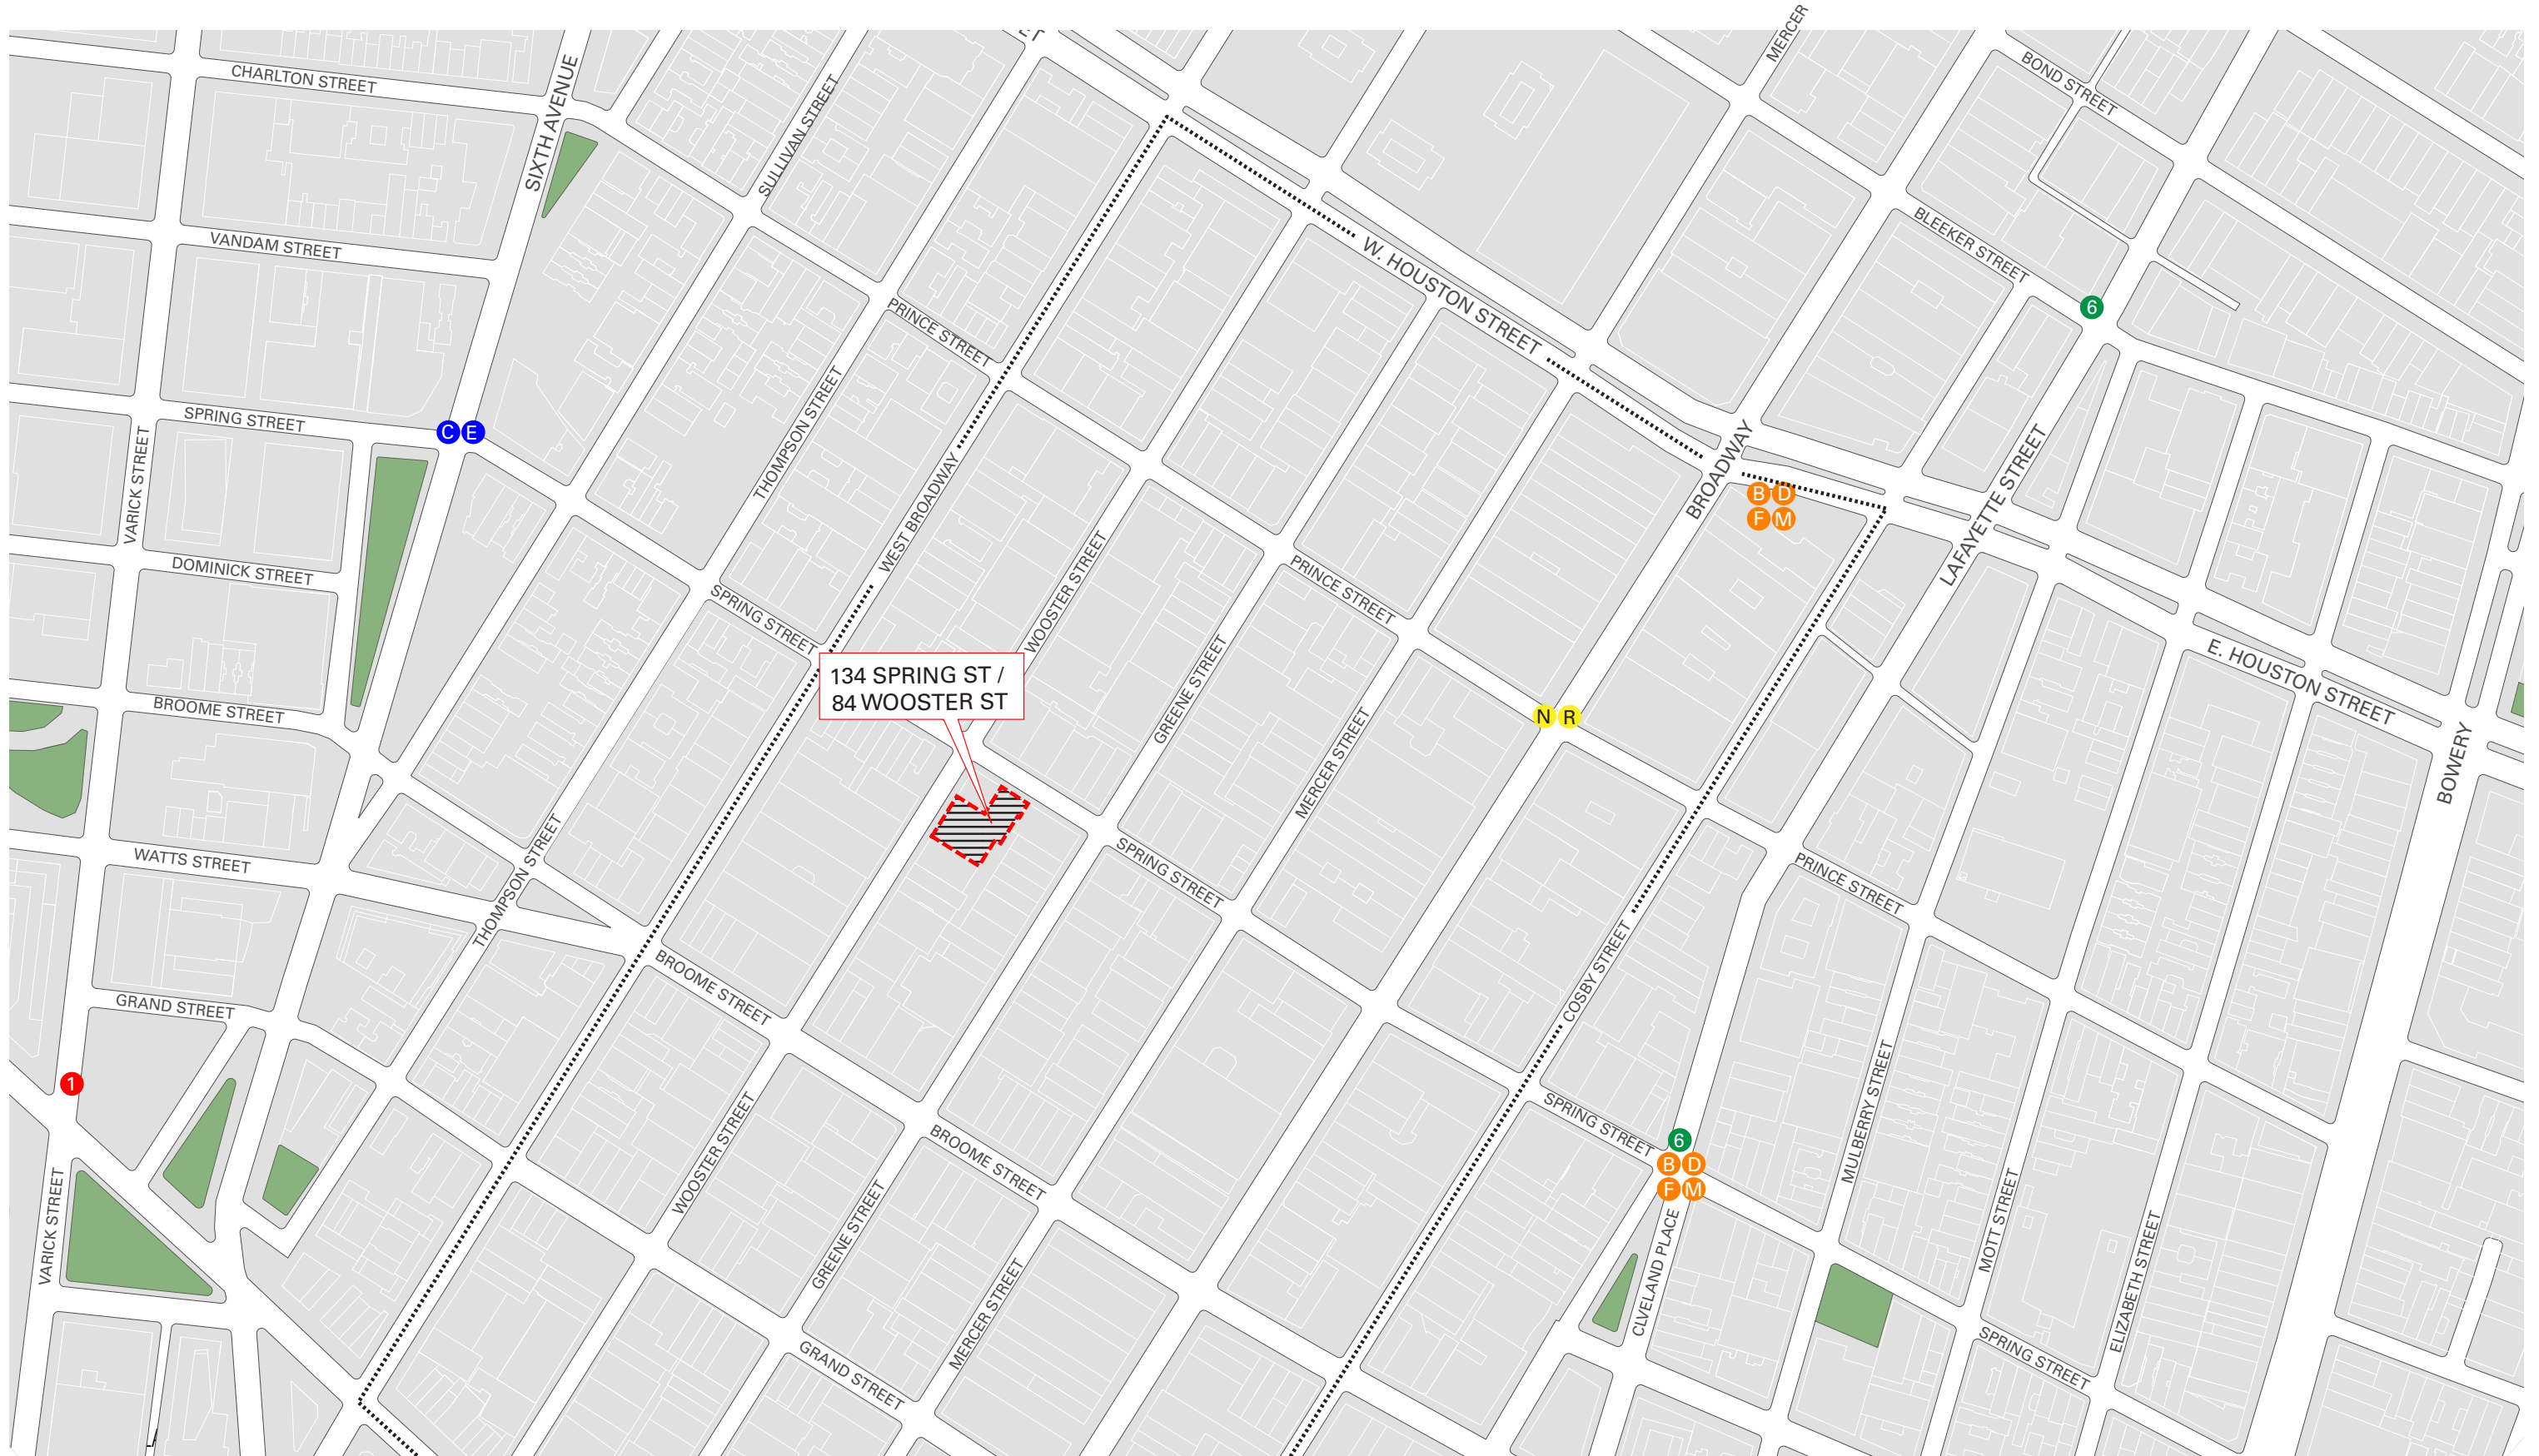 MERCER
ET
CHARLTON STREET
SIXTH AVENUE
SULLIVAN STREET
BOND STREET
VANDAM STREET
W. HOUSTON STREET
BLEEKER STREET
6
PRINCE STREET
SPRING STREET
C E
VARICK STREET
THOMPSON STREET
WEST BROADWAY
BROADWAY
B D
F M
LAFAYETTE STREET
DOMINICK STREET
SPRING STREET
WOOSTER STREET
PRINCE STREET
E. HOUSTON STREET
134 SPRING ST /
84 WOOSTER ST
GREENE STREET
MERCER STREET
N R
BROOME STREET
BOWERY
WATTS STREET
THOMPSON STREET
SPRING STREET
PRINCE STREET
COSBY STREET
BROOME STREET
GRAND STREET
1
WOOSTER STREET
BROOME STREET
SPRING STREET
6
B D
F M
MULBERRY STREET
VARICK STREET
GREENE STREET
MERCER STREET
CLVELAND PLACE
MOTT STREET
ELIZABETH STREET
GRAND STREET
SPRING STREET